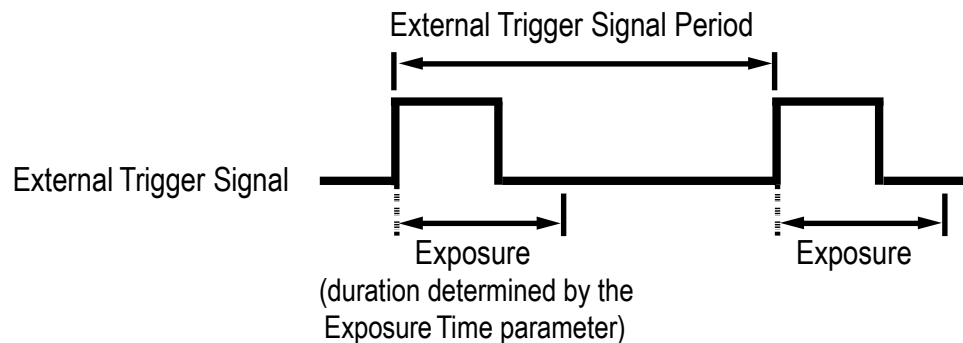 External Trigger Signal Period
External Trigger Signal
Exposure
(duration determined by the
Exposure Time parameter)
Exposure